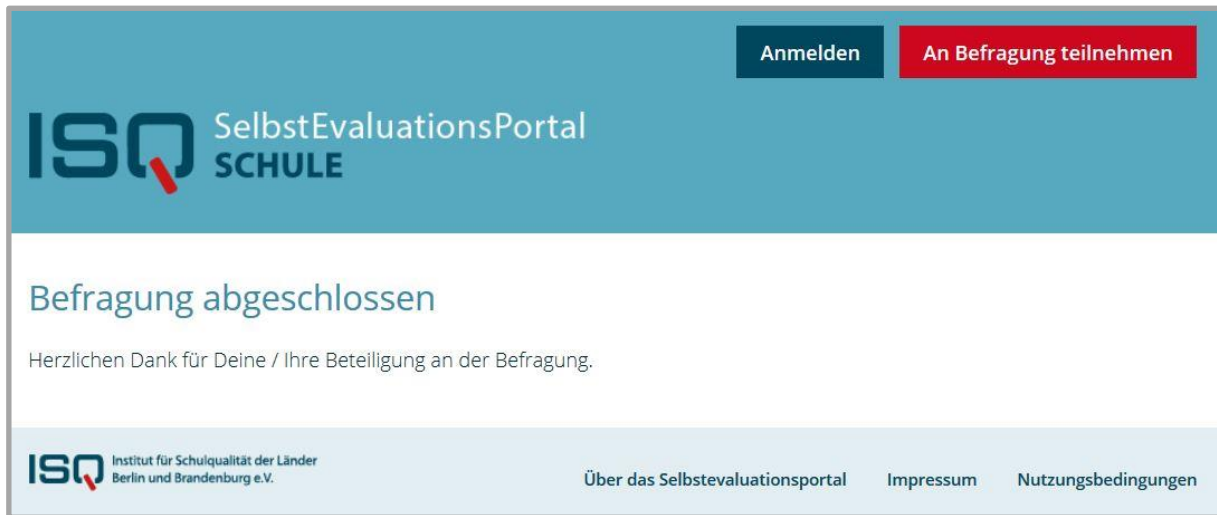 Anmelden
An Befragung teilnehmen
ISQ SelbstEvaluationsPortal
SCHULE
Befragung abgeschlossen
Herzlichen Dank für Deine / Ihre Beteiligung an der Befragung.
ISQ Institut für Schulqualität der Länder
Berlin und Brandenburg e.V.
Über das Selbstevaluationsportal
Impressum
Nutzungsbedingungen